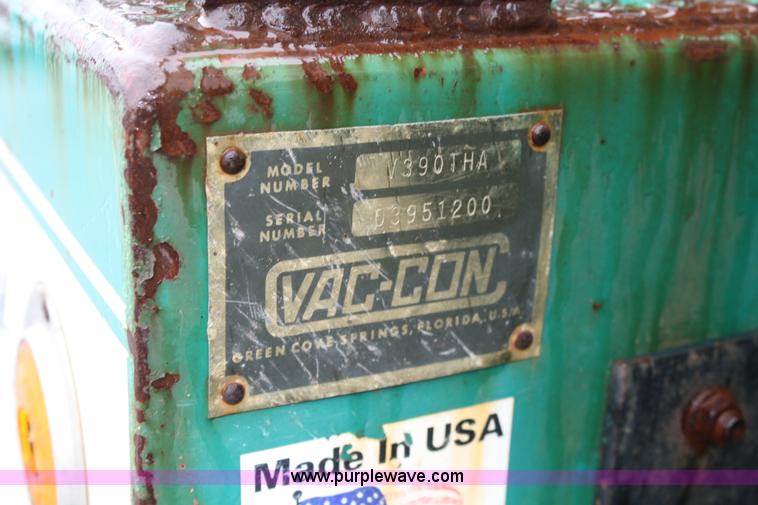 MODEL NUMBER V390THA
SERIAL NUMBER D3951200
VAC-CON
GREEN COVE SPRINGS, FLORIDA, U.S.A.
Made In USA
www.purplewave.com